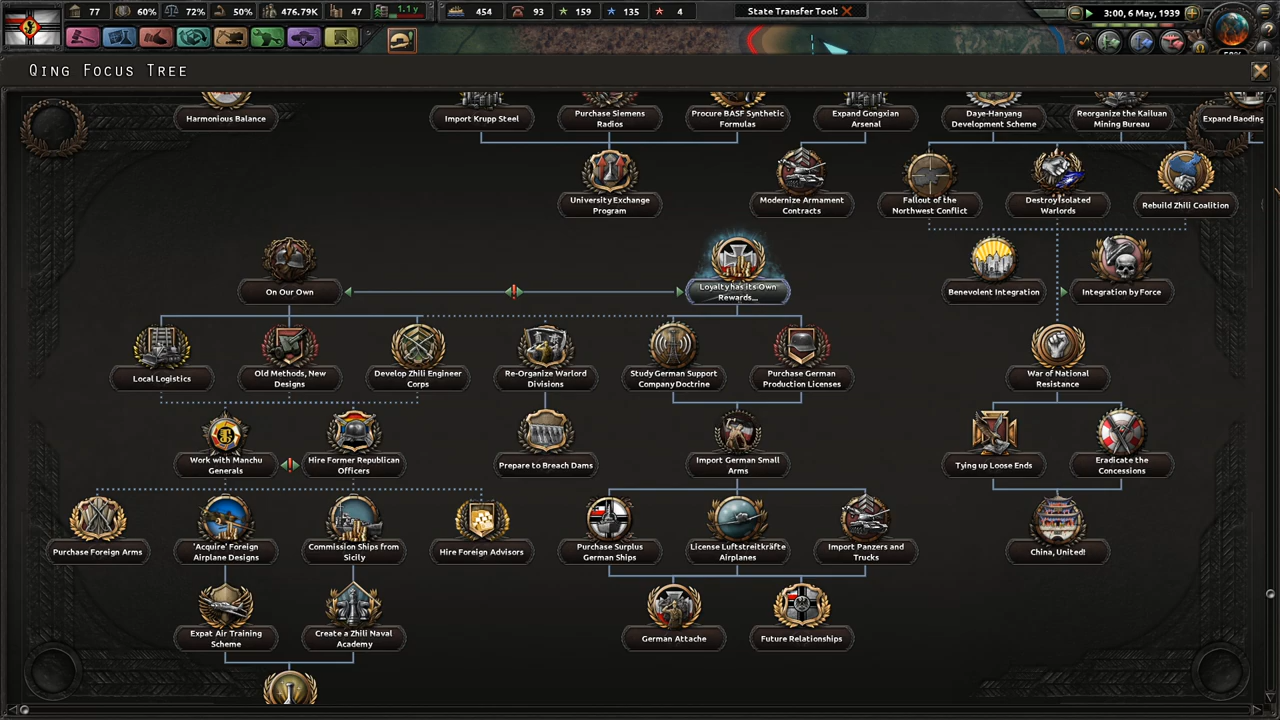 77 60% 72% 50% 476.79K 47 1.1 y 454 93 159 135 4 State Transfer Tool: 3:00, 6 May, 1939
Qing Focus Tree
Harmonious Balance
Import Krupp Steel
Purchase Siemens
Radios
Procure BASF Synthetic
Formulas
Expand Gongxian
Arsenal
Daye-Hanyang
Development Scheme
Reorganize the Kailuan
Mining Bureau
Expand Baoding
University Exchange
Program
Modernize Armament
Contracts
Fallout of the
Northwest Conflict
Destroy Isolated
Warlords
Rebuild Zhili Coalition
On Our Own
Loyalty has its Own
Rewards...
Benevolent Integration
Integration by Force
Local Logistics
Old Methods, New
Designs
Develop Zhili Engineer
Corps
Re-Organize Warlord
Divisions
Study German Support
Company Doctrine
Purchase German
Production Licenses
War of National
Resistance
Work with Manchu
Generals
Hire Former Republican
Officers
Prepare to Breach Dams
Import German Small
Arms
Tying up Loose Ends
Eradicate the
Concessions
Purchase Foreign Arms
'Acquire' Foreign
Airplane Designs
Commission Ships from
Sicily
Hire Foreign Advisors
Purchase Surplus
German Ships
License Luftstreitkräfte
Airplanes
Import Panzers and
Trucks
China, United!
Expat Air Training
Scheme
Create a Zhili Naval
Academy
German Attache
Future Relationships